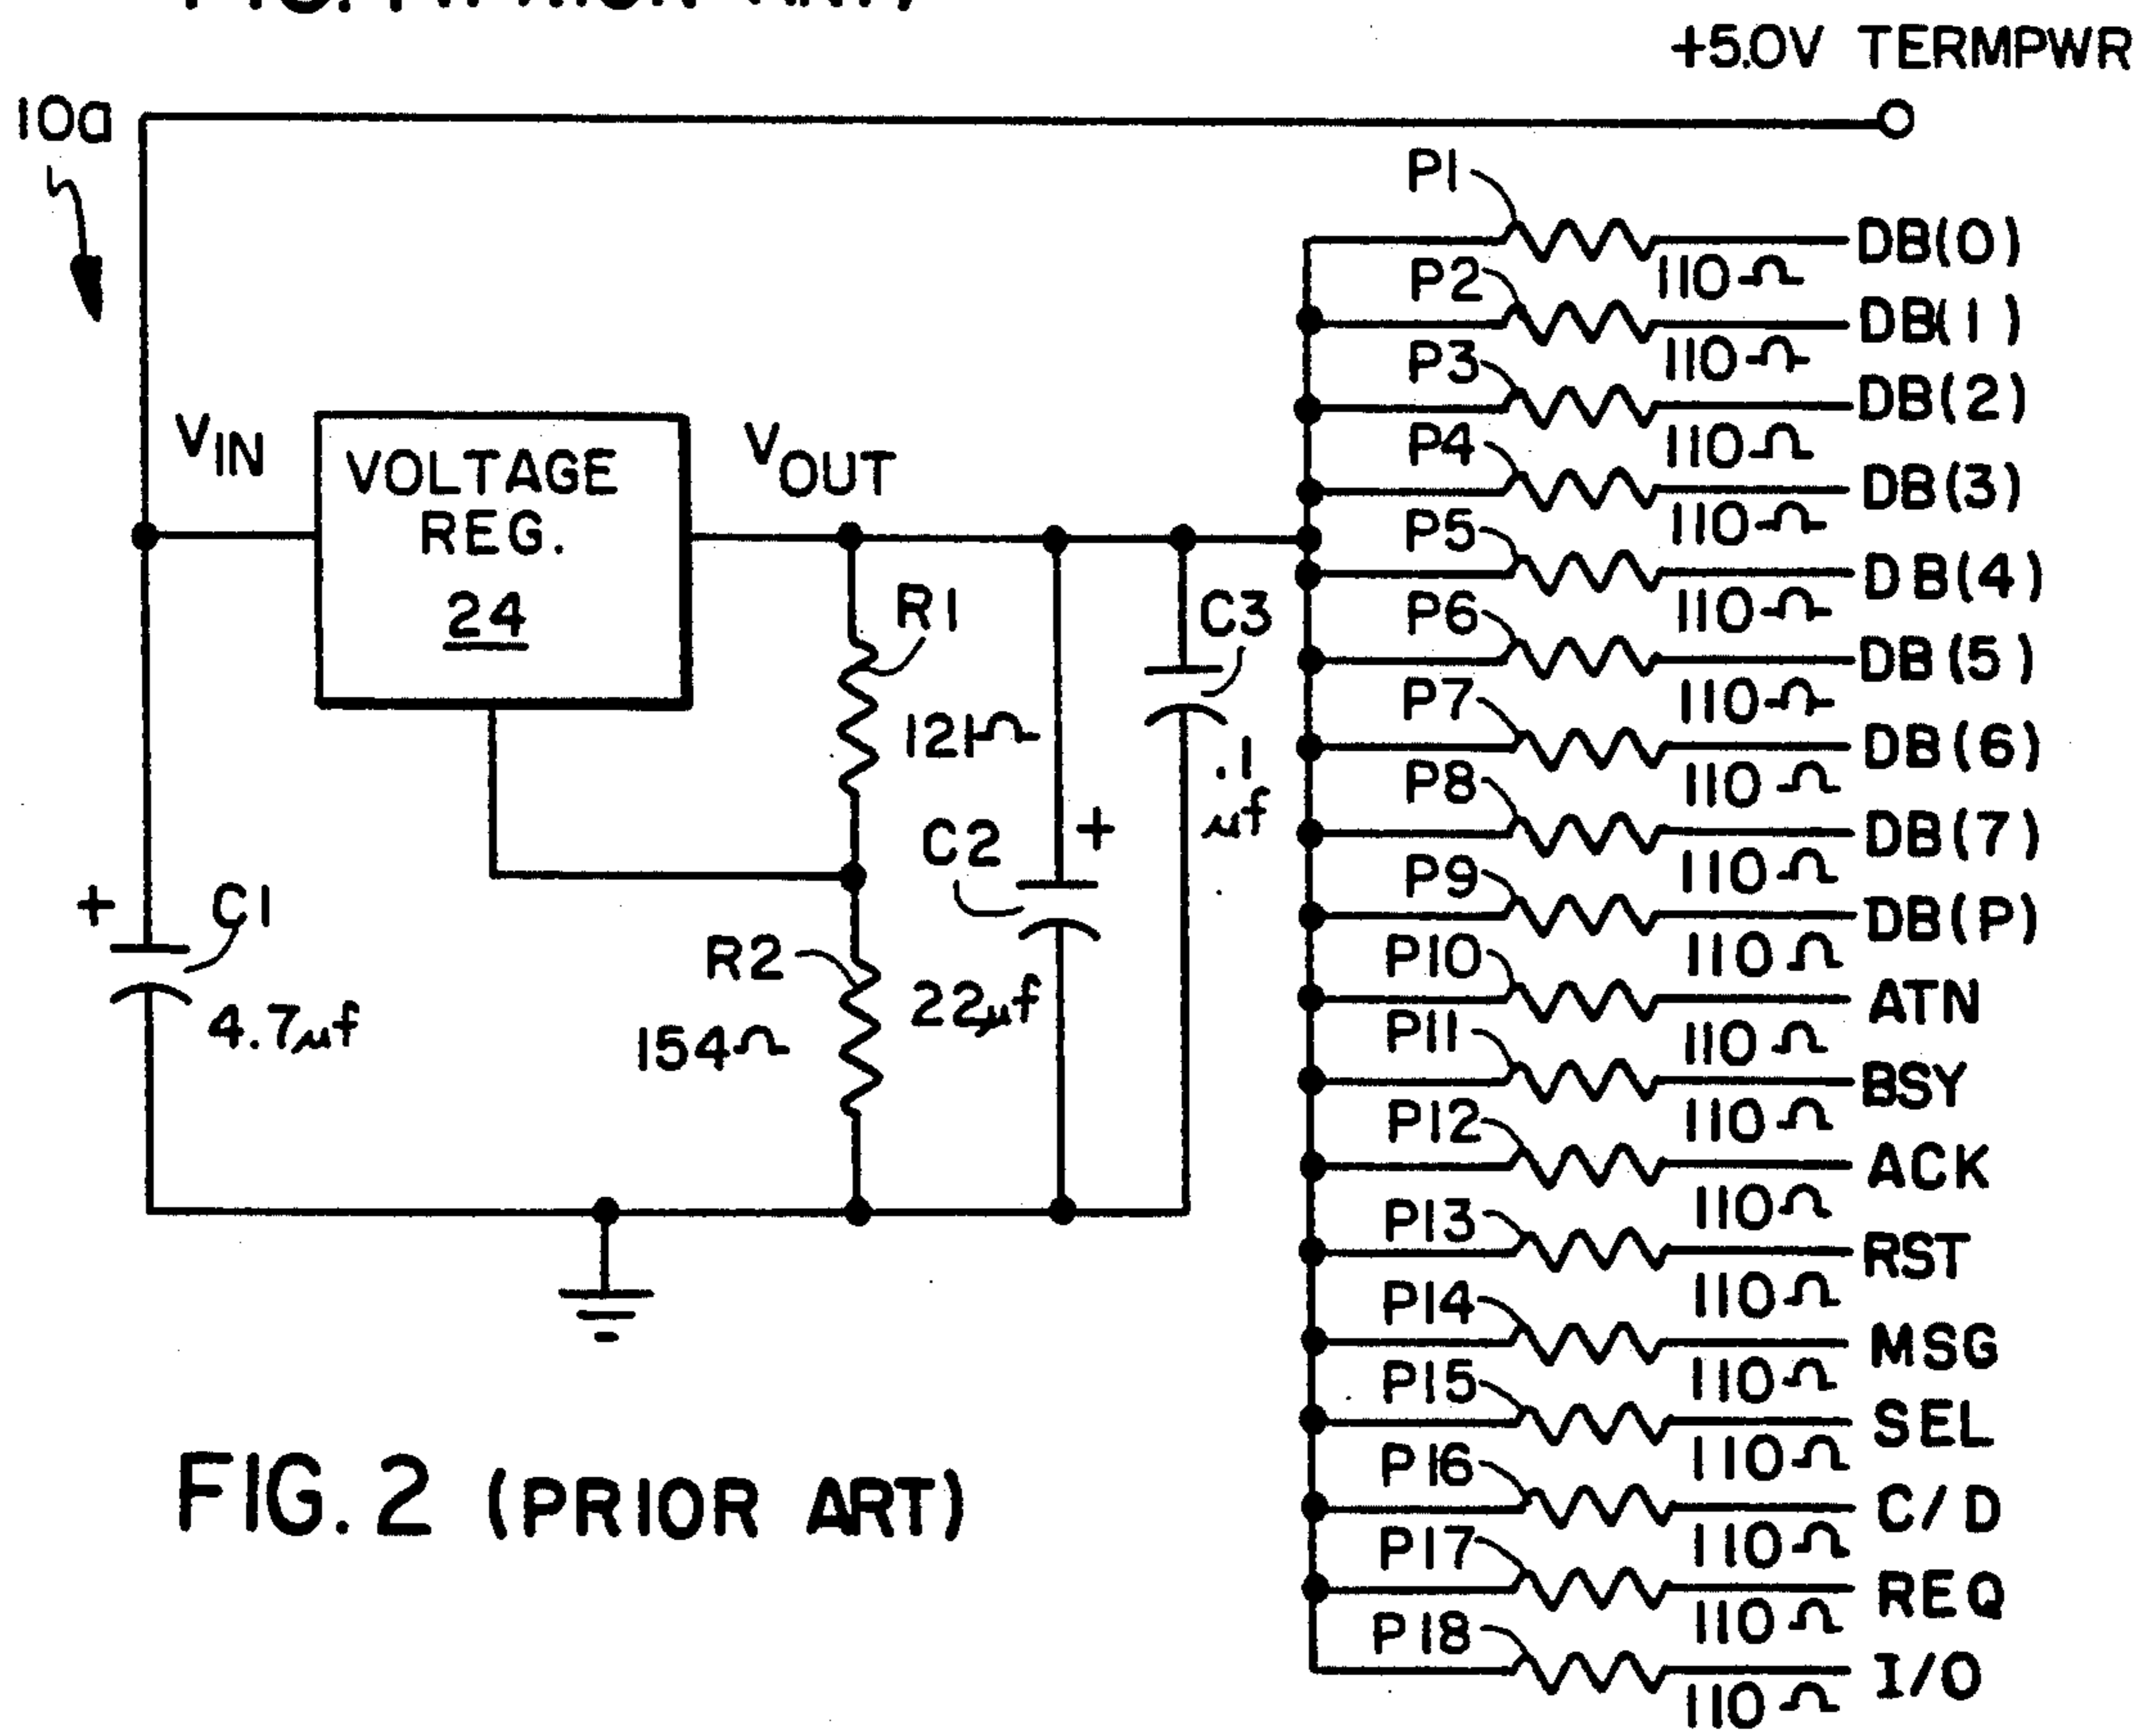 FIG. 1 (PRIOR ART)
+5.0V TERMPWR
10a
P1
110Ω
DB(0)
P2
110Ω
DB(1)
P3
110Ω
DB(2)
P4
110Ω
DB(3)
P5
110Ω
DB(4)
P6
110Ω
DB(5)
P7
110Ω
DB(6)
P8
110Ω
DB(7)
P9
110Ω
DB(P)
P10
110Ω
ATN
P11
110Ω
BSY
P12
110Ω
ACK
P13
110Ω
RST
P14
110Ω
MSG
P15
110Ω
SEL
P16
110Ω
C/D
P17
110Ω
REQ
P18
110Ω
I/O
VIN
VOLTAGE
REG.
24
VOUT
R1
121Ω
C3
.1
µf
+
C2
22µf
R2
154Ω
+
C1
4.7µf
FIG. 2 (PRIOR ART)